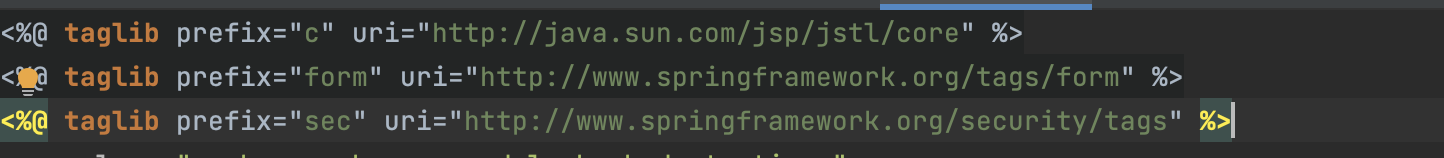 <%@ taglib prefix="c" uri="http://java.sun.com/jsp/jstl/core" %>
<%@ taglib prefix="form" uri="http://www.springframework.org/tags/form" %>
<%@ taglib prefix="sec" uri="http://www.springframework.org/security/tags" %>